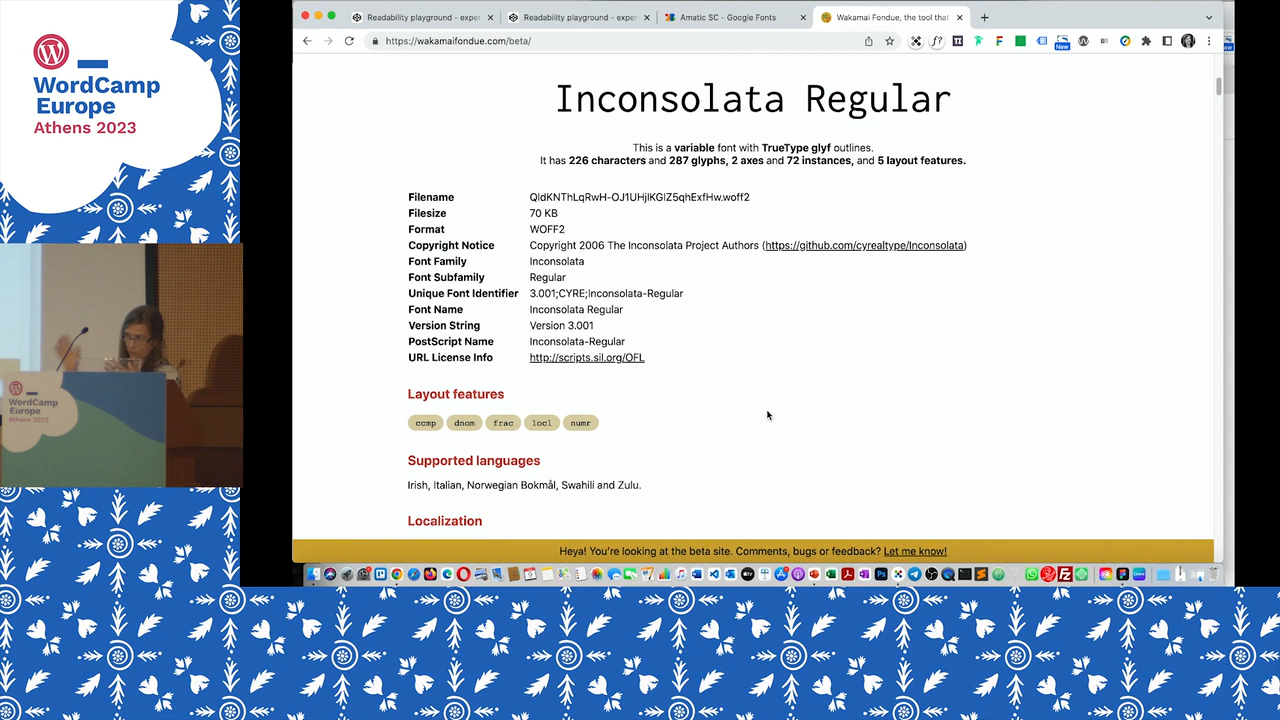 WordCamp
Europe
Athens 2023
Readability playground - exper
Readability playground - exper
Amatic SC - Google Fonts
Wakamai Fondue, the tool that
https://wakamaifondue.com/beta/
New
Inconsolata Regular
This is a variable font with TrueType glyf outlines.
It has 226 characters and 287 glyphs, 2 axes and 72 instances, and 5 layout features.
Filename QldKNThLqRwH-OJ1UHjlKGlZ5qhExfHw.woff2
Filesize 70 KB
Format WOFF2
Copyright Notice Copyright 2006 The Inconsolata Project Authors (https://github.com/cyrealtype/Inconsolata)
Font Family Inconsolata
Font Subfamily Regular
Unique Font Identifier 3.001;CYRE;Inconsolata-Regular
Font Name Inconsolata Regular
Version String Version 3.001
PostScript Name Inconsolata-Regular
URL License Info http://scripts.sil.org/OFL
Layout features
ccmp dnom frac locl numr
Supported languages
Irish, Italian, Norwegian Bokmål, Swahili and Zulu.
Localization
Heya! You're looking at the beta site. Comments, bugs or feedback? Let me know!
WordCamp
Europe
Athens 2023